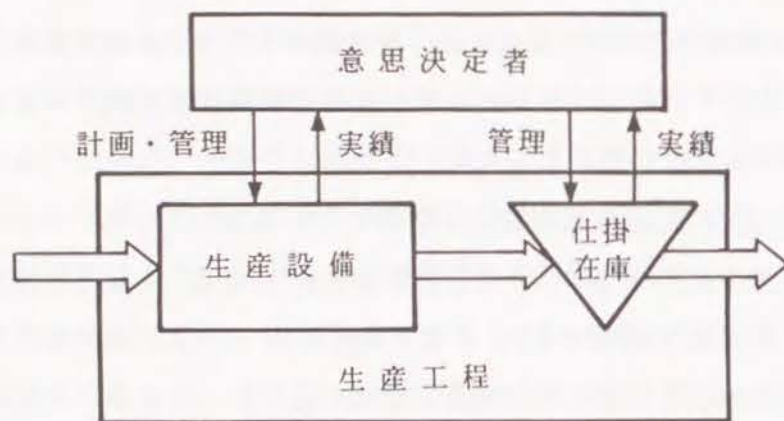 意思決定者
計画・管理
実績
管理
実績
生産設備
仕掛
在庫
生産工程